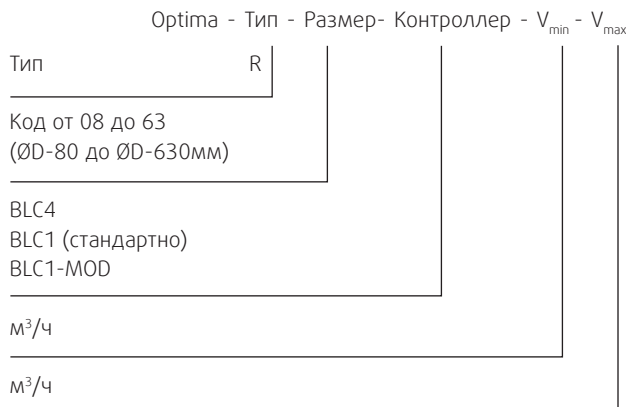 Optima - Тип - Размер- Контроллер - Vmin - Vmax
Тип R
Код от 08 до 63
(ØD-80 до ØD-630мм)
BLC4
BLC1 (стандартно)
BLC1-MOD
м³/ч
м³/ч